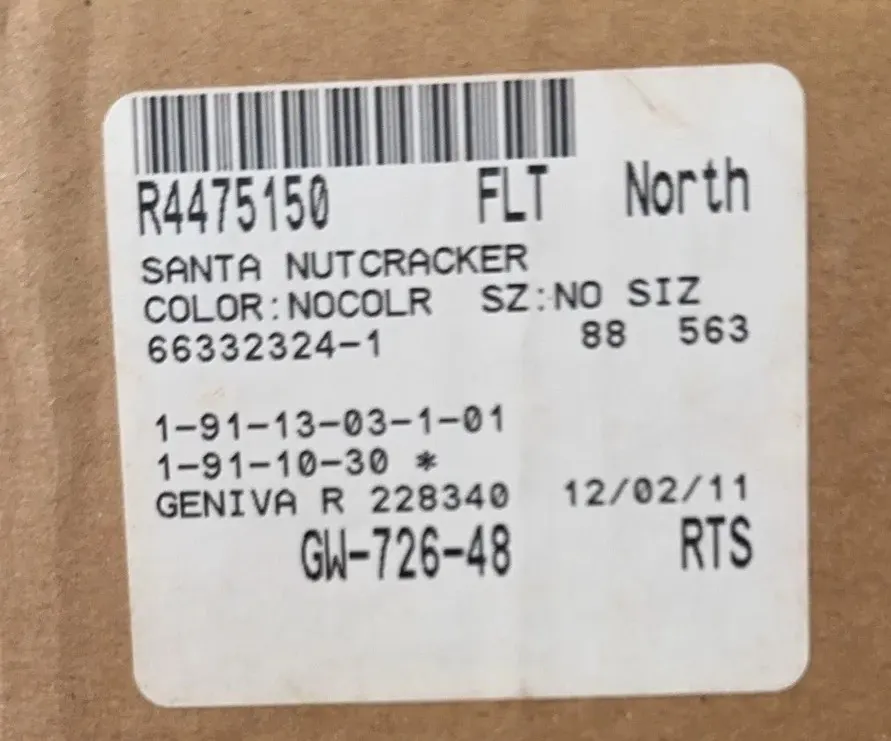 R4475150 FLT North
SANTA NUTCRACKER
COLOR:NOCOLR SZ:NO SIZ
66332324-1 88 563
1-91-13-03-1-01
1-91-10-30 *
GENIVA R 228340 12/02/11
GW-726-48 RTS